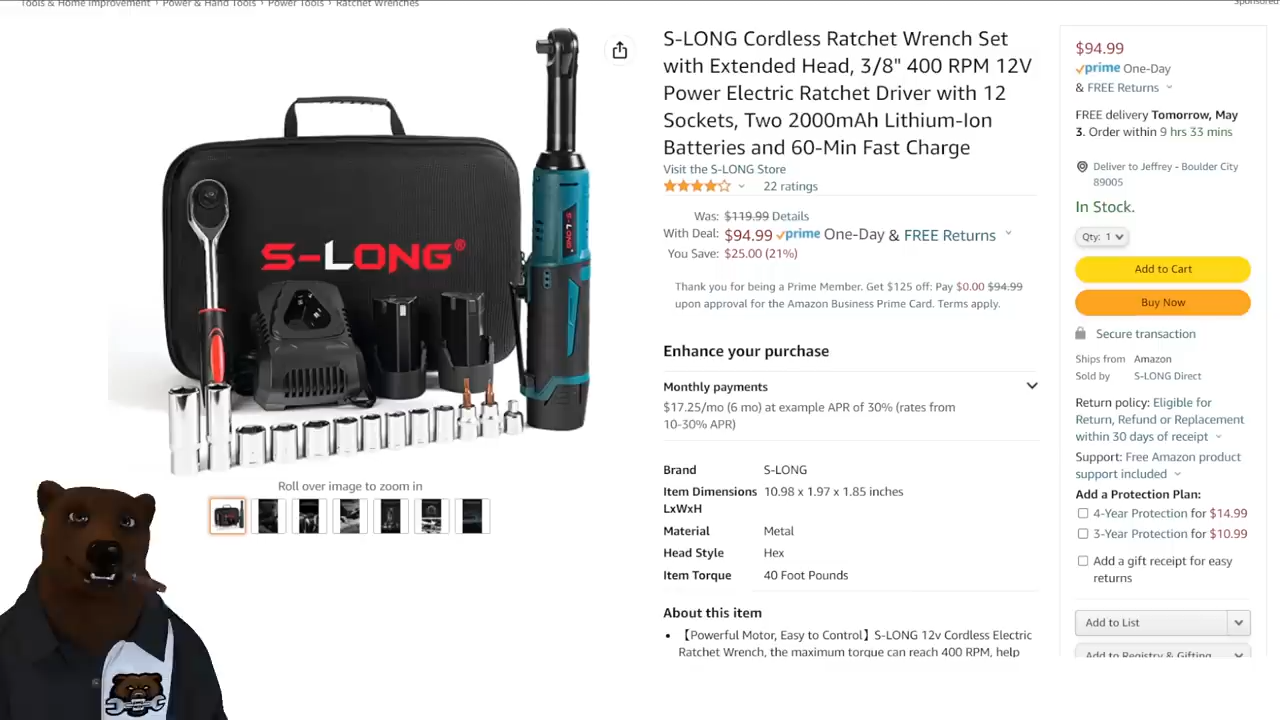 Tools & Home Improvement › Power & Hand Tools › Power Tools › Ratchet Wrenches
Sponsored
S-LONG®
S-LONG
Roll over image to zoom in
S-LONG Cordless Ratchet Wrench Set
with Extended Head, 3/8" 400 RPM 12V
Power Electric Ratchet Driver with 12
Sockets, Two 2000mAh Lithium-Ion
Batteries and 60-Min Fast Charge
Visit the S-LONG Store
22 ratings
Was: $119.99 Details
With Deal: $94.99 prime One-Day & FREE Returns
You Save: $25.00 (21%)
Thank you for being a Prime Member. Get $125 off: Pay $0.00 $94.99
upon approval for the Amazon Business Prime Card. Terms apply.
Enhance your purchase
Monthly payments
$17.25/mo (6 mo) at example APR of 30% (rates from
10-30% APR)
Brand S-LONG
Item Dimensions 10.98 x 1.97 x 1.85 inches
LxWxH
Material Metal
Head Style Hex
Item Torque 40 Foot Pounds
About this item
• 【Powerful Motor, Easy to Control】S-LONG 12v Cordless Electric
Ratchet Wrench, the maximum torque can reach 400 RPM, help
$94.99
prime One-Day
& FREE Returns
FREE delivery Tomorrow, May
3. Order within 9 hrs 33 mins
Deliver to Jeffrey - Boulder City
89005
In Stock.
Qty: 1
Add to Cart
Buy Now
Secure transaction
Ships from Amazon
Sold by S-LONG Direct
Return policy: Eligible for
Return, Refund or Replacement
within 30 days of receipt
Support: Free Amazon product
support included
Add a Protection Plan:
4-Year Protection for $14.99
3-Year Protection for $10.99
Add a gift receipt for easy
returns
Add to List
Add to Registry & Gifting